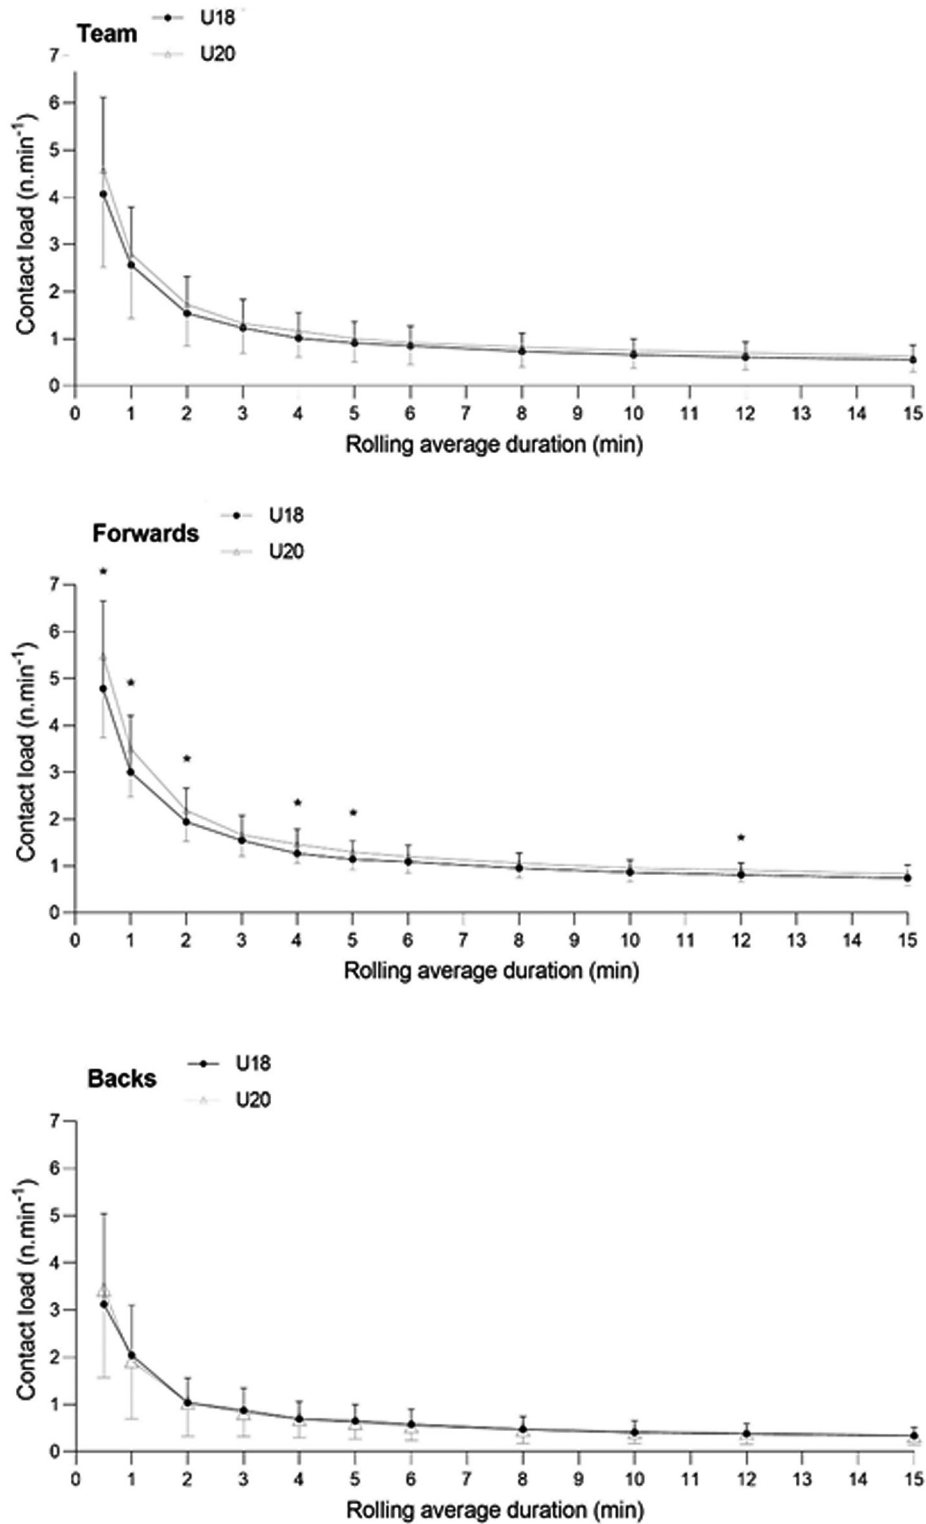 Team
U18
U20
Contact load (n.min-1)
7
6
5
4
3
2
1
0
0 1 2 3 4 5 6 7 8 9 10 11 12 13 14 15
Rolling average duration (min)
Forwards
U18
U20
Contact load (n.min-1)
7
6
5
4
3
2
1
0
* * * * * *
0 1 2 3 4 5 6 7 8 9 10 11 12 13 14 15
Rolling average duration (min)
Backs
U18
U20
Contact load (n.min-1)
7
6
5
4
3
2
1
0
0 1 2 3 4 5 6 7 8 9 10 11 12 13 14 15
Rolling average duration (min)